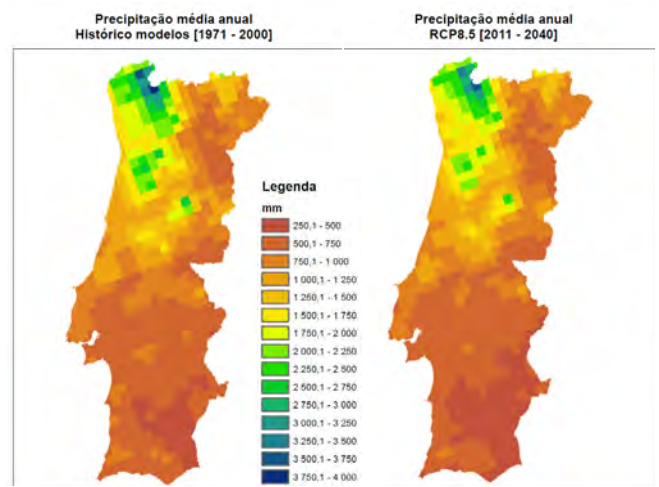 Precipitação média anual
Histórico modelos [1971 - 2000]
Precipitação média anual
RCP8.5 [2011 - 2040]
Legenda
mm
250,1 - 500
500,1 - 750
750,1 - 1 000
1 000,1 - 1 250
1 250,1 - 1 500
1 500,1 - 1 750
1 750,1 - 2 000
2 000,1 - 2 250
2 250,1 - 2 500
2 500,1 - 2 750
2 750,1 - 3 000
3 000,1 - 3 250
3 250,1 - 3 500
3 500,1 - 3 750
3 750,1 - 4 000